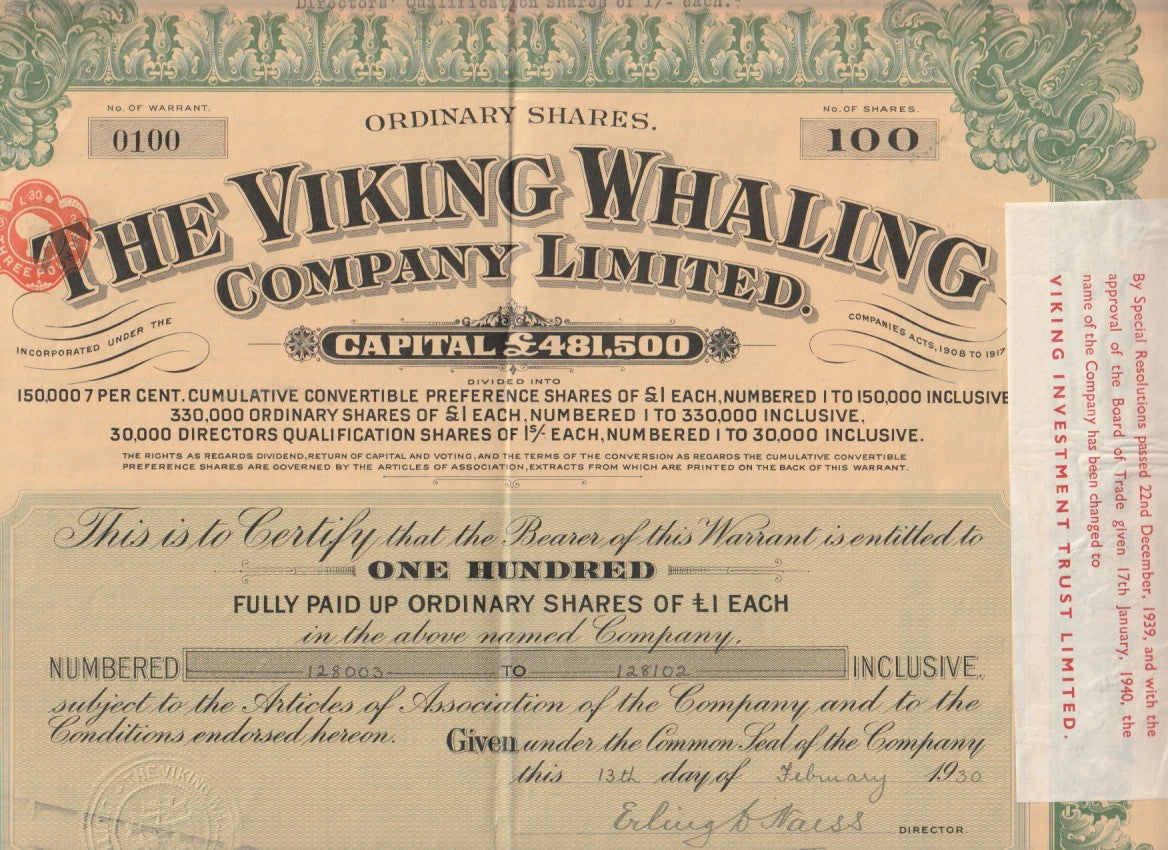 Directors' Qualification Shares of 1/- each."
No. OF WARRANT.
0100
ORDINARY SHARES.
No. OF SHARES.
100
THE VIKING WHALING
COMPANY LIMITED.
INCORPORATED UNDER THE
COMPANIES ACTS, 1908 TO 1917
CAPITAL £481,500
DIVIDED INTO
150,000 7 PER CENT. CUMULATIVE CONVERTIBLE PREFERENCE SHARES OF £1 EACH, NUMBERED 1 TO 150,000 INCLUSIVE
330,000 ORDINARY SHARES OF £1 EACH, NUMBERED 1 TO 330,000 INCLUSIVE,
30,000 DIRECTORS QUALIFICATION SHARES OF 1s/- EACH, NUMBERED 1 TO 30,000 INCLUSIVE.
THE RIGHTS AS REGARDS DIVIDEND, RETURN OF CAPITAL AND VOTING, AND THE TERMS OF THE CONVERSION AS REGARDS THE CUMULATIVE CONVERTIBLE
PREFERENCE SHARES ARE GOVERNED BY THE ARTICLES OF ASSOCIATION, EXTRACTS FROM WHICH ARE PRINTED ON THE BACK OF THIS WARRANT.
This is to Certify that the Bearer of this Warrant is entitled to
ONE HUNDRED
FULLY PAID UP ORDINARY SHARES OF £1 EACH
in the above named Company.
NUMBERED 128003 TO 128102 INCLUSIVE,
subject to the Articles of Association of the Company and to the
Conditions endorsed hereon. Given under the Common Seal of the Company
this 13th day of February 1930
Erling D Naess DIRECTOR.
THE VIKING
L 30
THREE
By Special Resolutions passed 22nd December, 1939, and with the
approval of the Board of Trade given 17th January, 1940, the
name of the Company has been changed to
VIKING INVESTMENT TRUST LIMITED.